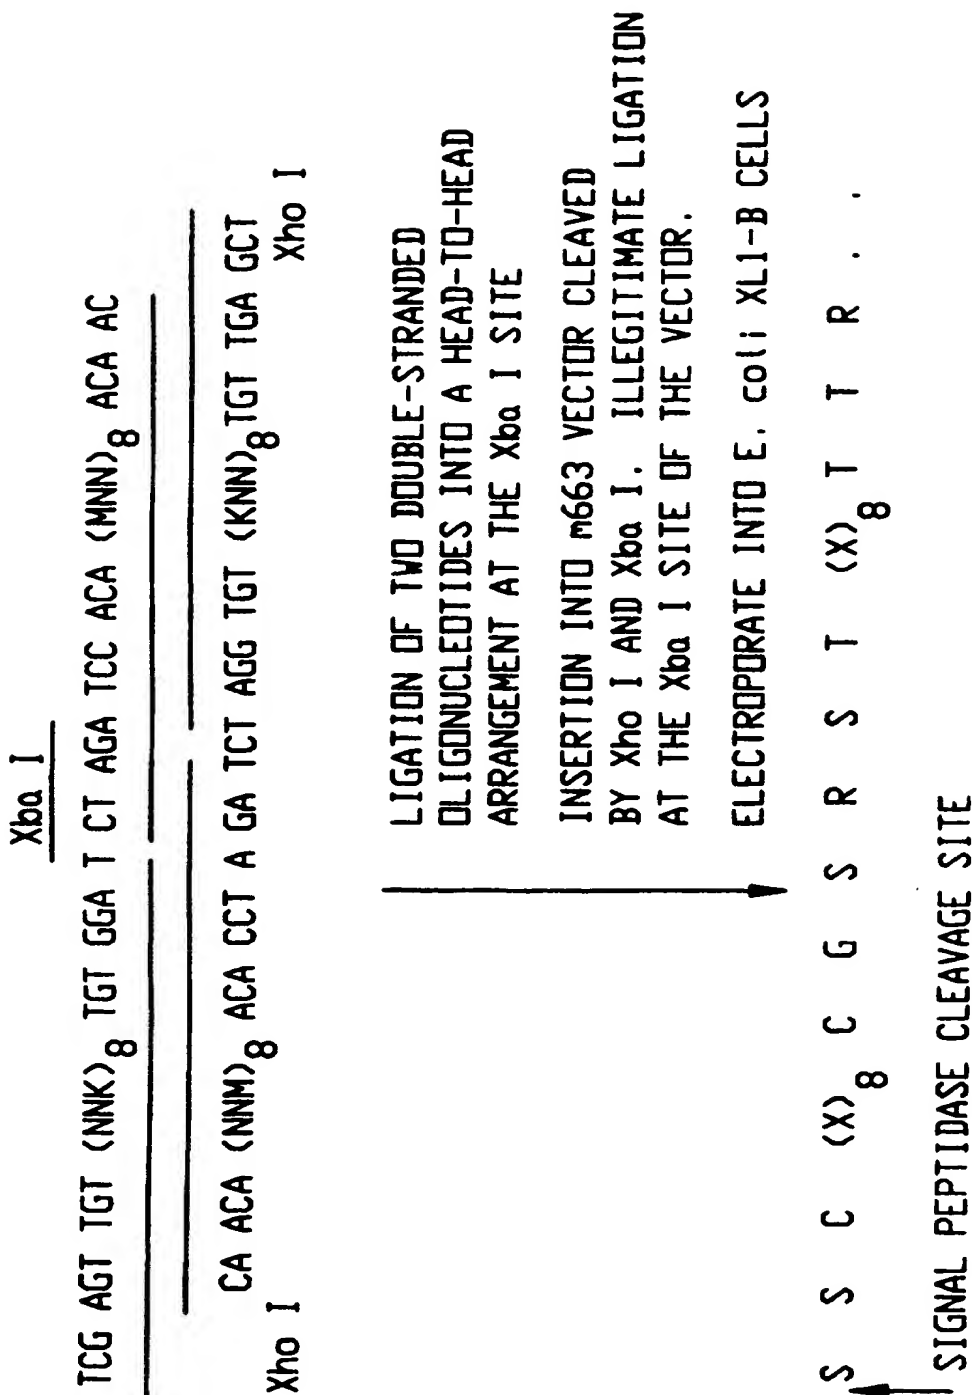 Xba I
TCG AGT TGT (NNK)8 TGT GGA T CT AGA TCC ACA (MNN)8 ACA AC
CA ACA (NNM)8 ACA CCT A GA TCT AGG TGT (KNN)8 TGT TGA GCT
Xho I Xho I
LIGATION OF TWO DOUBLE-STRANDED
OLIGONUCLEOTIDES INTO A HEAD-TO-HEAD
ARRANGEMENT AT THE Xba I SITE
INSERTION INTO m663 VECTOR CLEAVED
BY Xho I AND Xba I. ILLEGITIMATE LIGATION
AT THE Xba I SITE OF THE VECTOR.
ELECTROPORATE INTO E. coli XL1-B CELLS
S S C (X)8 C G S R S T (X)8 T T R . .
SIGNAL PEPTIDASE CLEAVAGE SITE